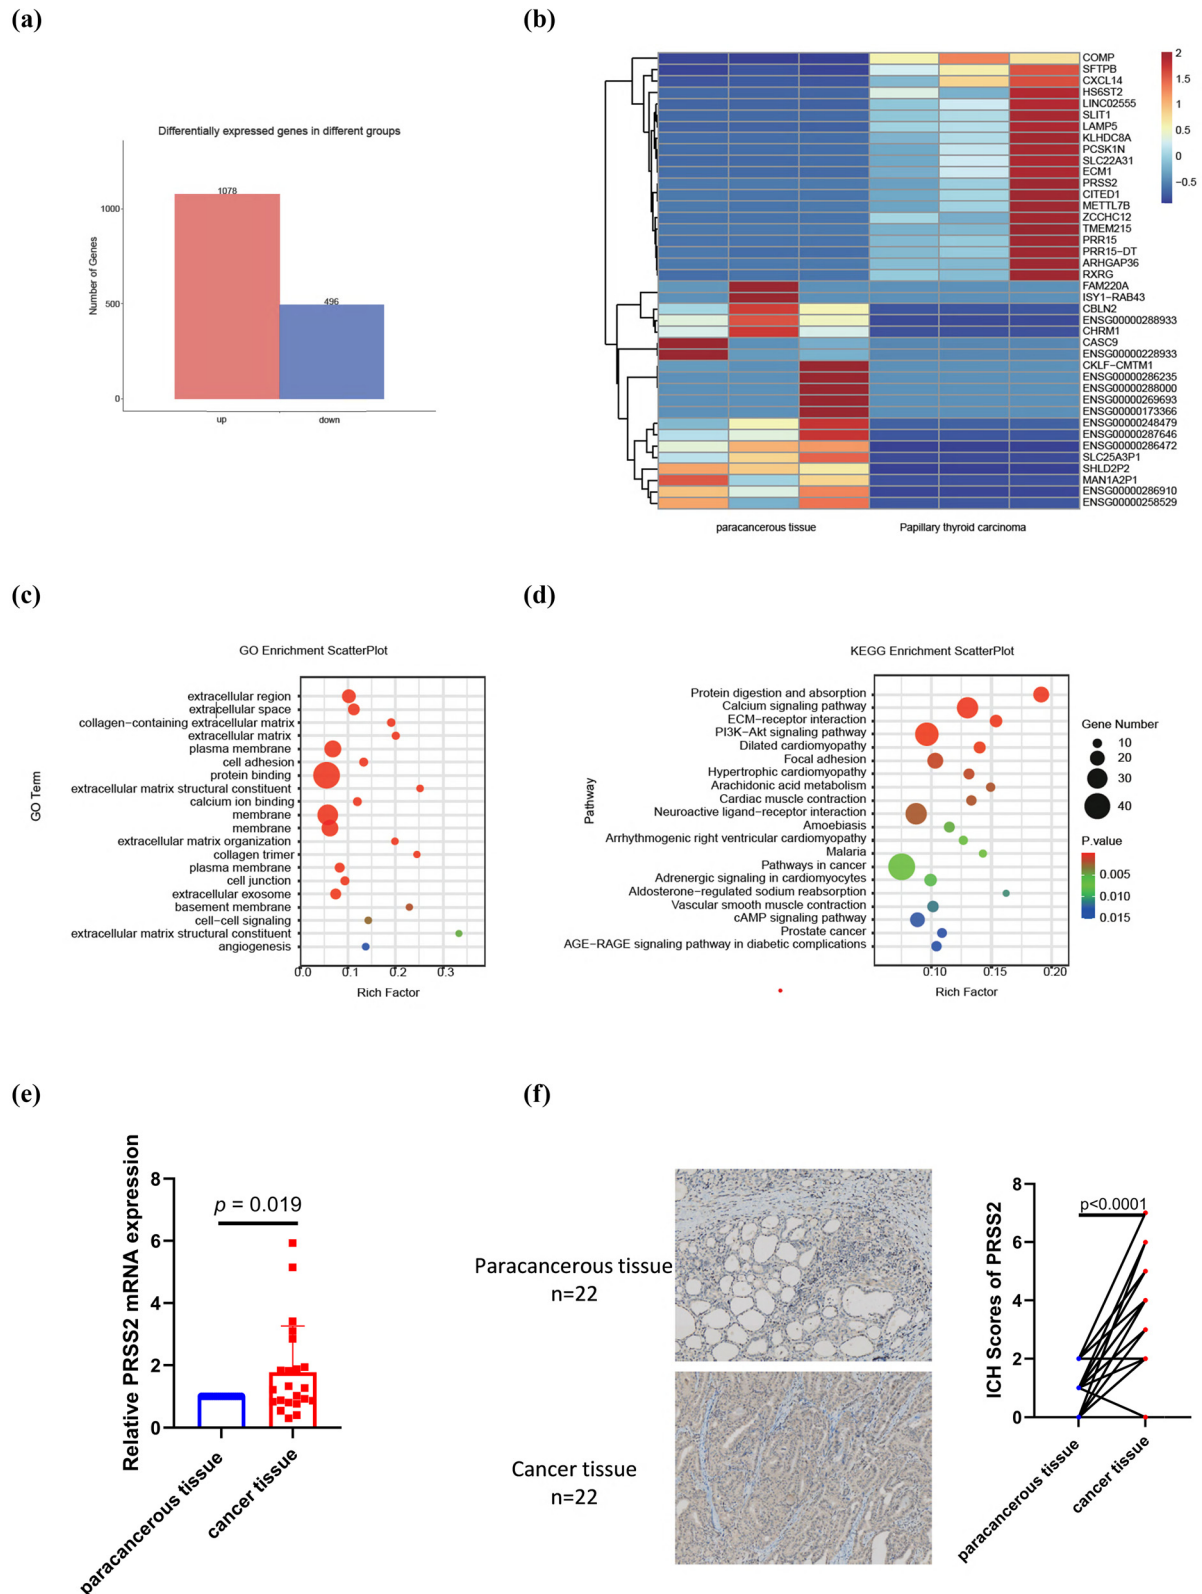 (a)
Differentially expressed genes in different groups
Number of Genes
1000
500
0
1078
496
up
down
(b)
COMP
SFTPB
CXCL14
HS6ST2
LINC02555
SLIT1
LAMP5
KLHDC8A
PCSK1N
SLC22A31
ECM1
PRSS2
CITED1
METTL7B
ZCCHC12
TMEM215
PRR15
PRR15-DT
ARHGAP36
RXRG
FAM220A
ISY1-RAB43
CBLN2
ENSG00000288933
CHRM1
CASC9
ENSG00000228933
CKLF-CMTM1
ENSG00000286235
ENSG00000288000
ENSG00000269693
ENSG00000173366
ENSG00000248479
ENSG00000287646
ENSG00000286472
SLC25A3P1
SHLD2P2
MAN1A2P1
ENSG00000286910
ENSG00000258529
2
1.5
1
0.5
0
-0.5
paracancerous tissue
Papillary thyroid carcinoma
(c)
GO Enrichment ScatterPlot
GO Term
extracellular region
extracellular space
collagen-containing extracellular matrix
extracellular matrix
plasma membrane
cell adhesion
protein binding
extracellular matrix structural constituent
calcium ion binding
membrane
membrane
extracellular matrix organization
collagen trimer
plasma membrane
cell junction
extracellular exosome
basement membrane
cell-cell signaling
extracellular matrix structural constituent
angiogenesis
0.0 0.1 0.2 0.3
Rich Factor
(d)
KEGG Enrichment ScatterPlot
Pathway
Protein digestion and absorption
Calcium signaling pathway
ECM-receptor interaction
PI3K-Akt signaling pathway
Dilated cardiomyopathy
Focal adhesion
Hypertrophic cardiomyopathy
Arachidonic acid metabolism
Cardiac muscle contraction
Neuroactive ligand-receptor interaction
Amoebiasis
Arrhythmogenic right ventricular cardiomyopathy
Malaria
Pathways in cancer
Adrenergic signaling in cardiomyocytes
Aldosterone-regulated sodium reabsorption
Vascular smooth muscle contraction
cAMP signaling pathway
Prostate cancer
AGE-RAGE signaling pathway in diabetic complications
0.10 0.15 0.20
Rich Factor
Gene Number
10
20
30
40
P.value
0.005
0.010
0.015
(e)
Relative PRSS2 mRNA expression
8
6
4
2
0
p = 0.019
paracancerous tissue
cancer tissue
(f)
Paracancerous tissue
n=22
Cancer tissue
n=22
ICH Scores of PRSS2
8
6
4
2
0
p<0.0001
paracancerous tissue
cancer tissue